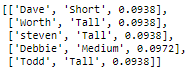 [['Dave', 'Short', 0.0938],
['Worth', 'Tall', 0.0938],
['steven', 'Tall', 0.0938],
['Debbie', 'Medium', 0.0972],
['Todd', 'Tall', 0.0938]]